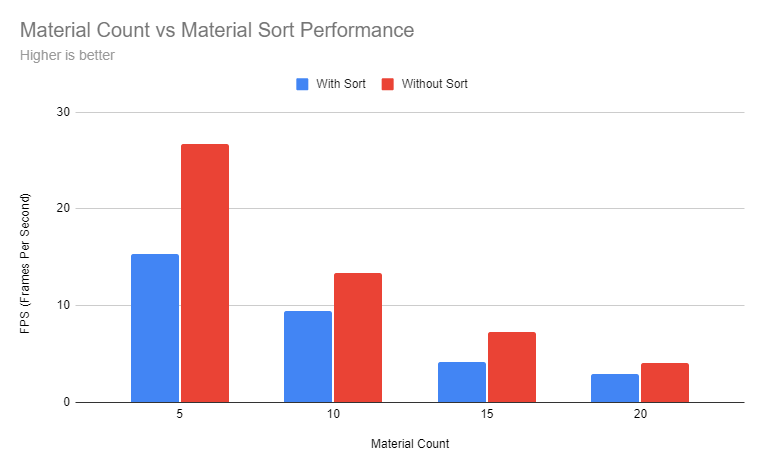 Material Count vs Material Sort Performance
Higher is better
With Sort Without Sort
30
20
10
0
FPS (Frames Per Second)
5 10 15 20
Material Count